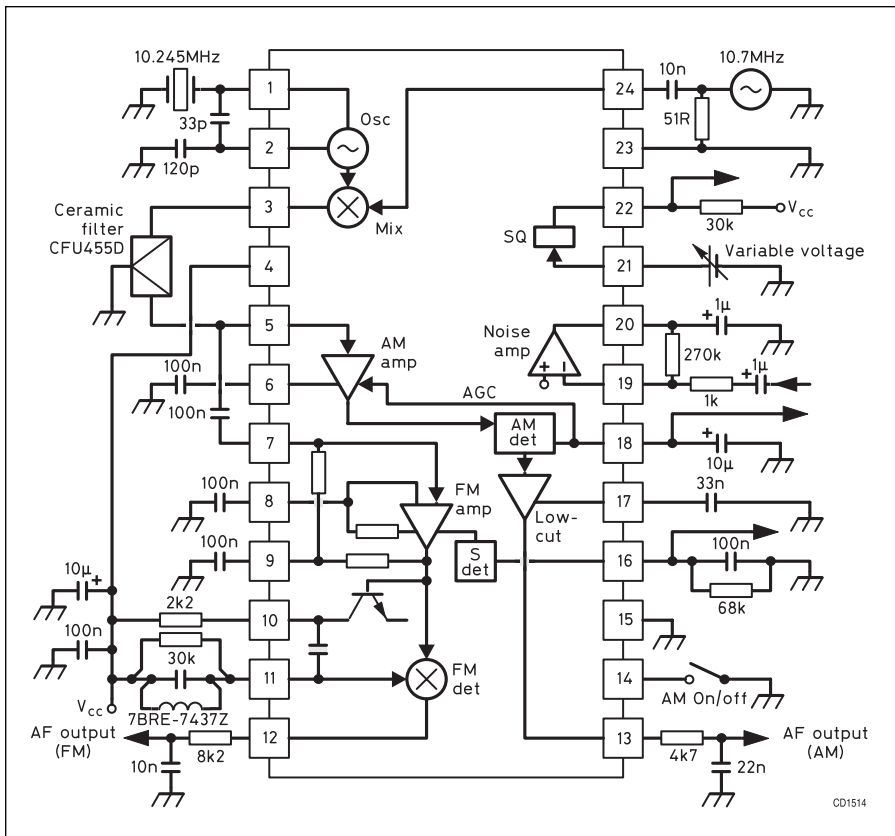 10.245MHz
33p
120p
1
2
Osc
Mix
3
Ceramic
filter
CFU455D
4
5
AM
amp
100n
6
100n
AGC
7
AM
det
8
100n
FM
amp
Low-
cut
9
100n
S
det
10µ
+
2k2
10
100n
30k
11
FM
det
Vcc
7BRE-7437Z
AF output
(FM)
8k2
12
10n
10.7MHz
10n
24
51R
23
22
30k
Vcc
SQ
21
Variable voltage
Noise
amp
+
−
20
+
1µ
270k
19
1k
+
1µ
18
+
10µ
17
33n
16
100n
68k
15
14
AM On/off
13
4k7
AF output
(AM)
22n
CD1514